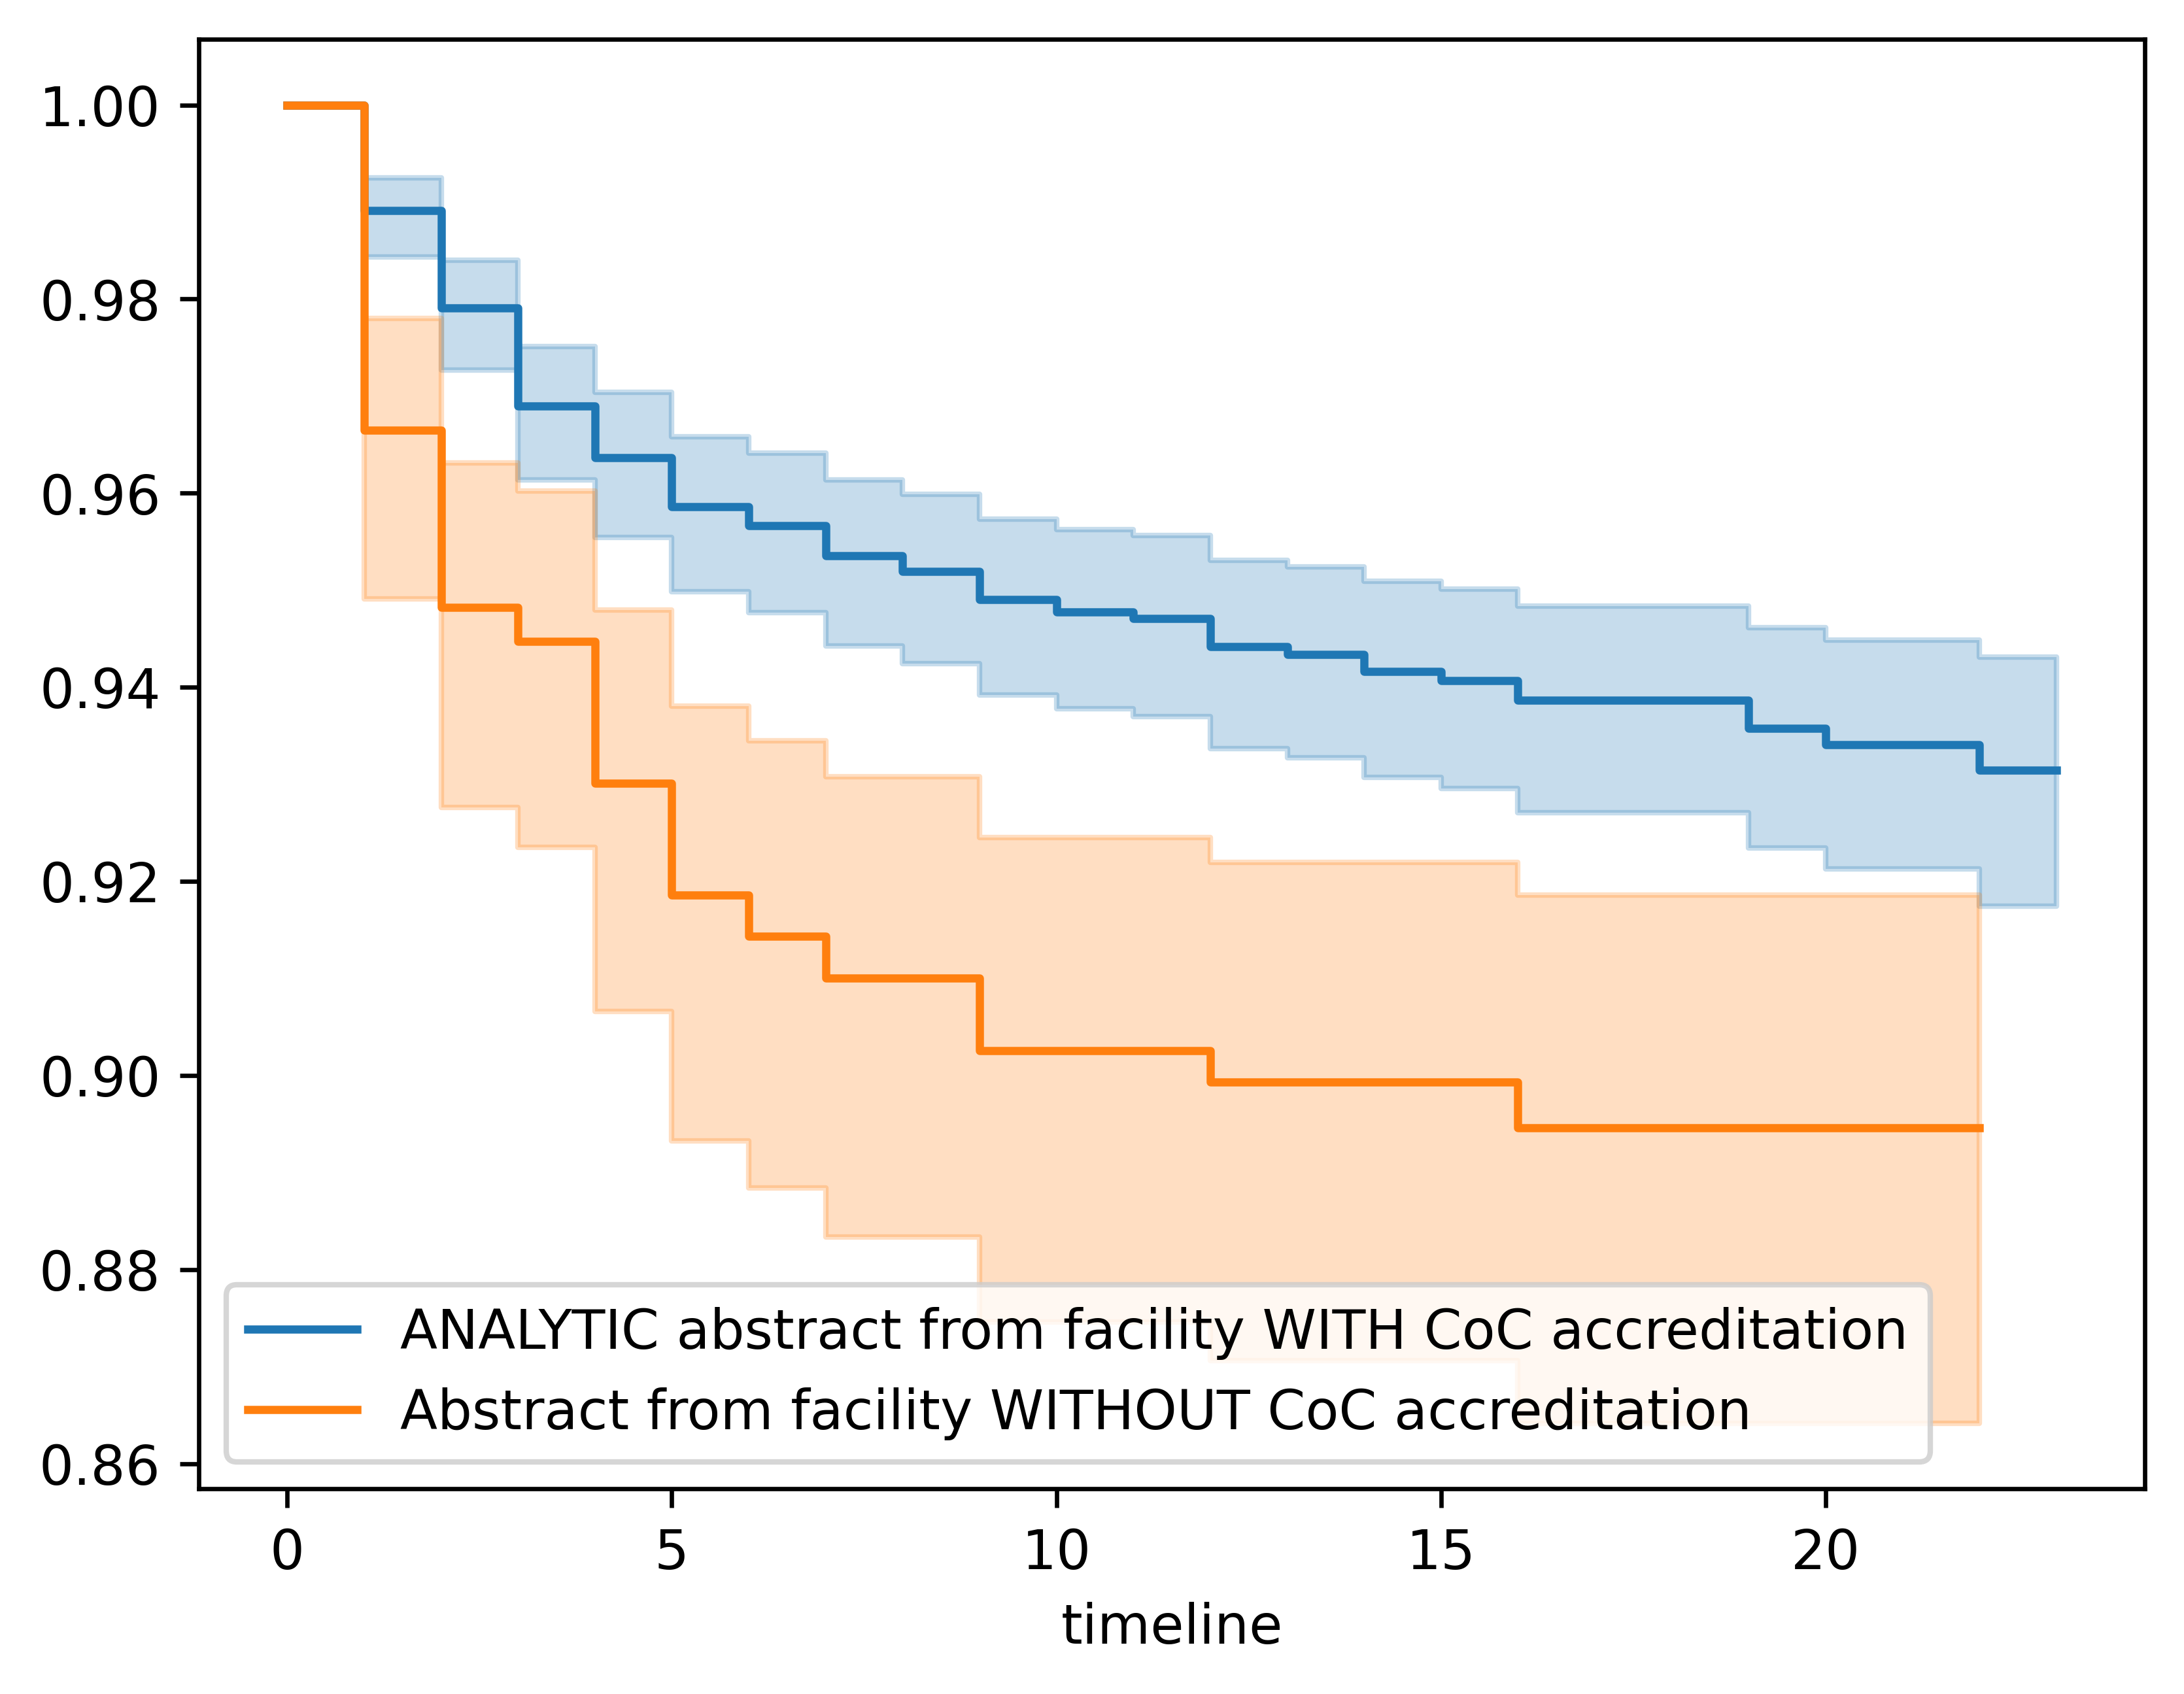 1.00
0.98
0.96
0.94
0.92
0.90
0.88
0.86
ANALYTIC abstract from facility WITH CoC accreditation
Abstract from facility WITHOUT CoC accreditation
0 5 10 15 20
timeline